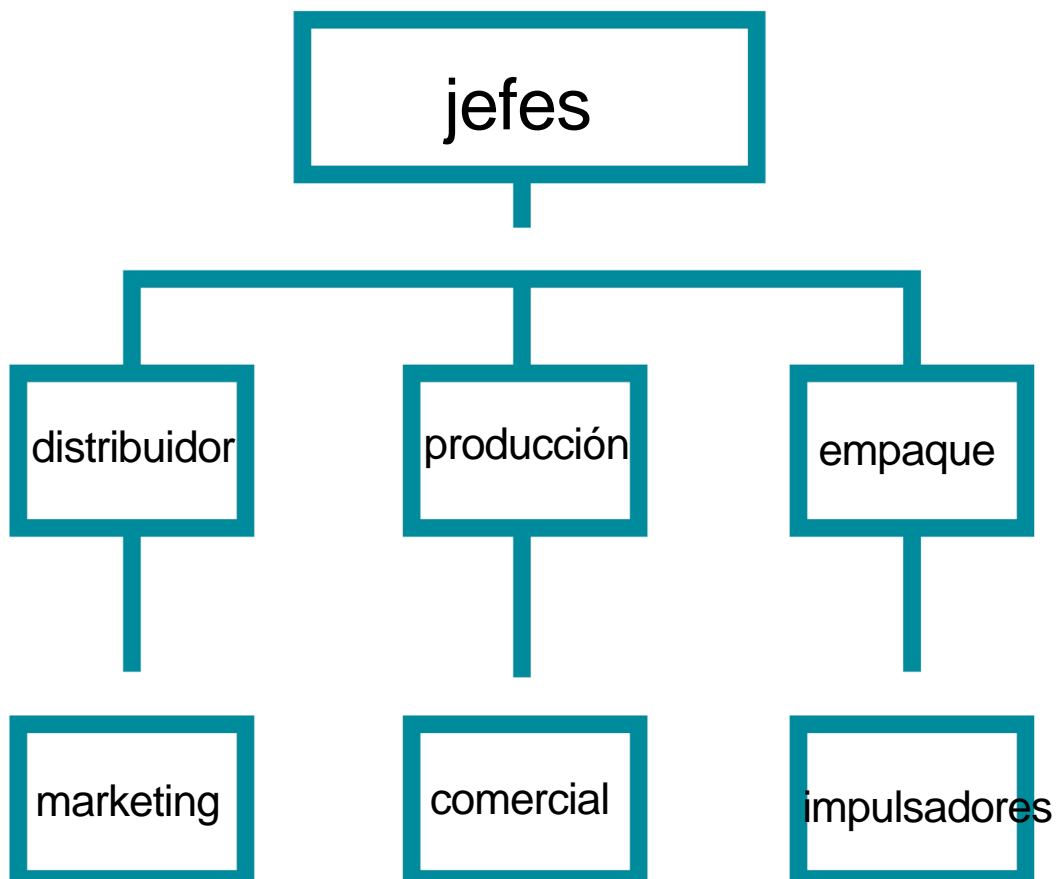 jefes
distribuidor
producción
empaque
marketing
comercial
impulsadores